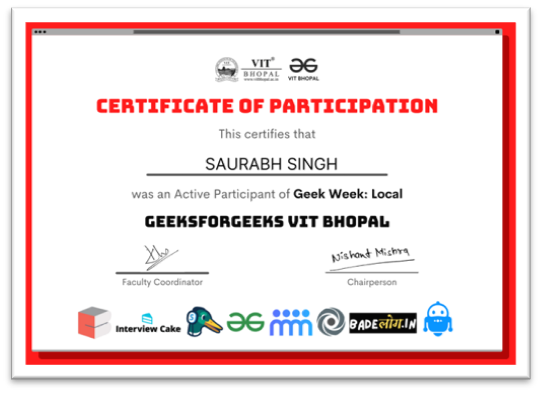 VIT®
BHOPAL
www.vitbhopal.ac.in
VIT BHOPAL
CERTIFICATE OF PARTICIPATION
This certifies that
SAURABH SINGH
was an Active Participant of Geek Week: Local
GEEKSFORGEEKS VIT BHOPAL
Nishant Mishra
Faculty Coordinator
Chairperson
Interview Cake
BADEलोग.IN